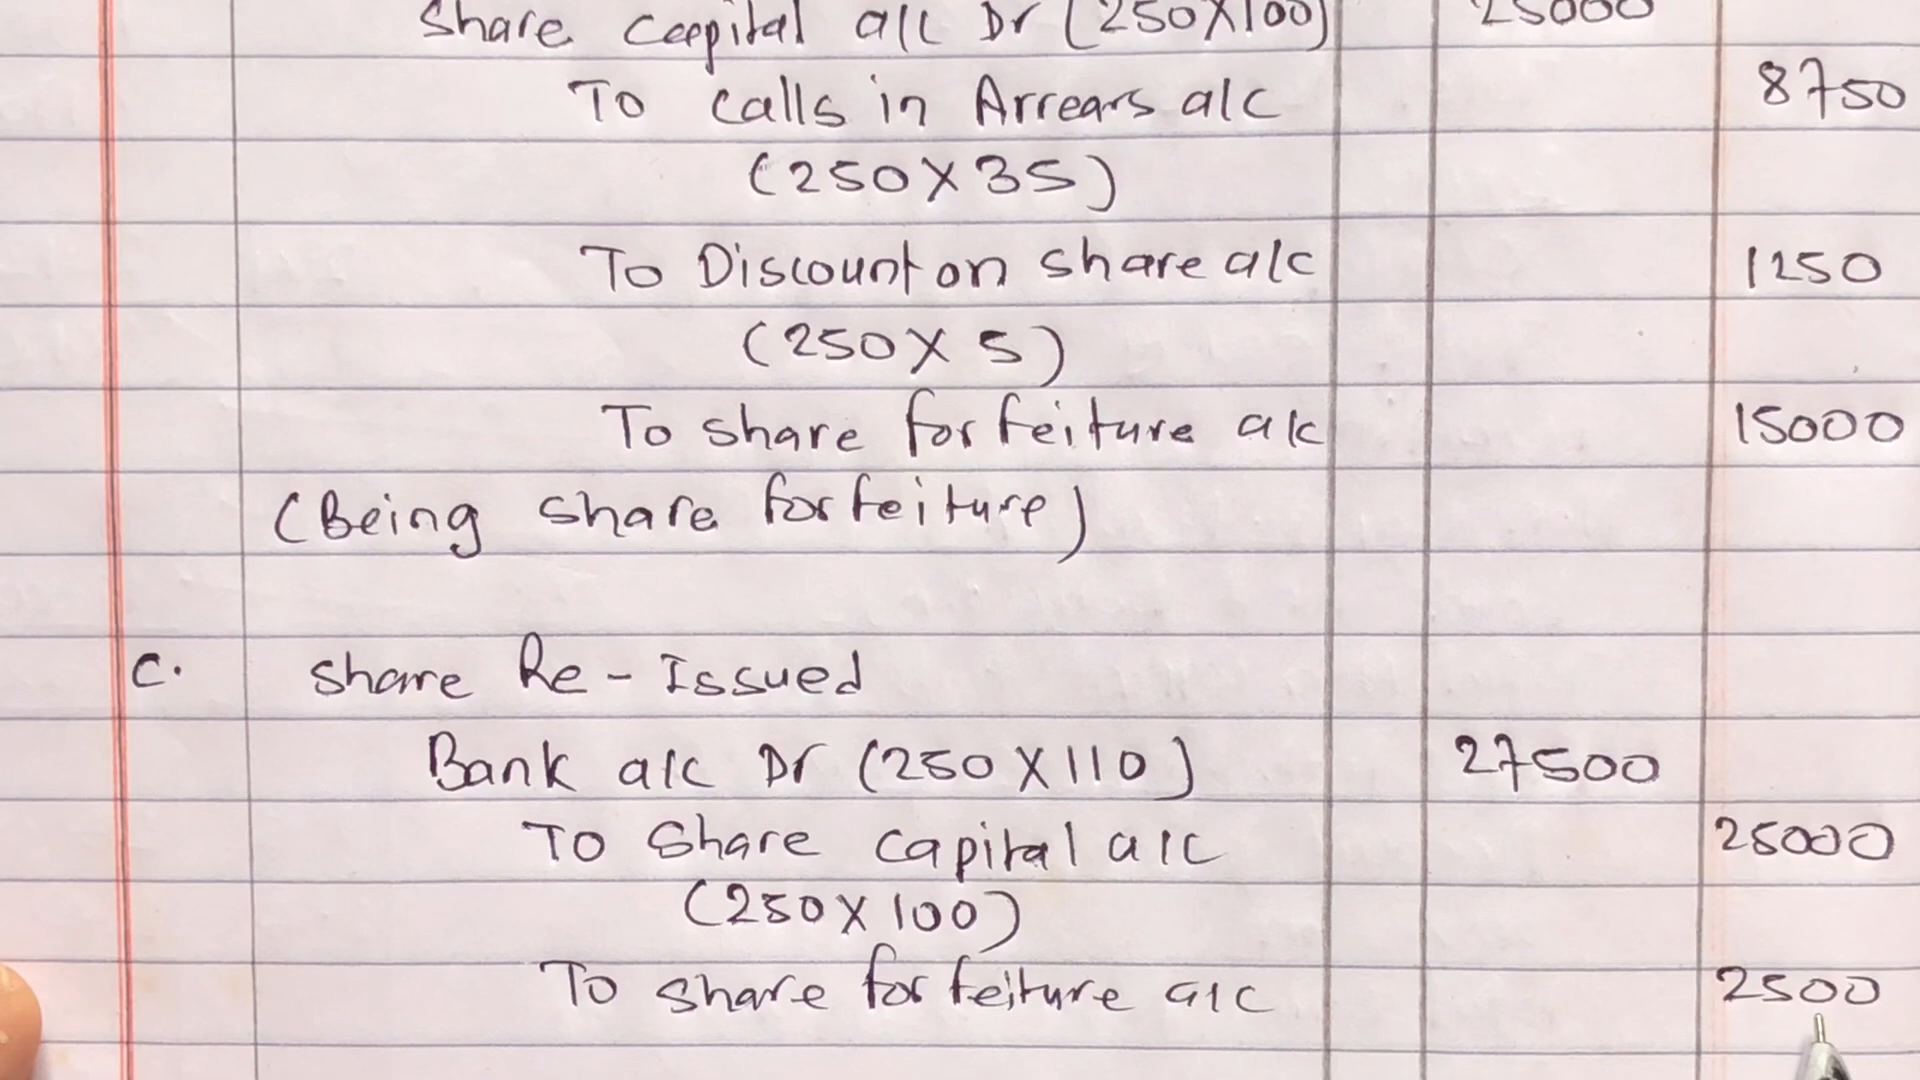 Share Capital a/c Dr (250X100) 25000
To Calls in Arrears a/c 8750
(250X35)
To Discount on share a/c 1250
(250X5)
To share forfeiture a/c 15000
(Being share forfeiture)
C. share Re-Issued
Bank a/c Dr (250X110) 27500
To Share Capital a/c 25000
(250X100)
To share forfeiture a/c 2500